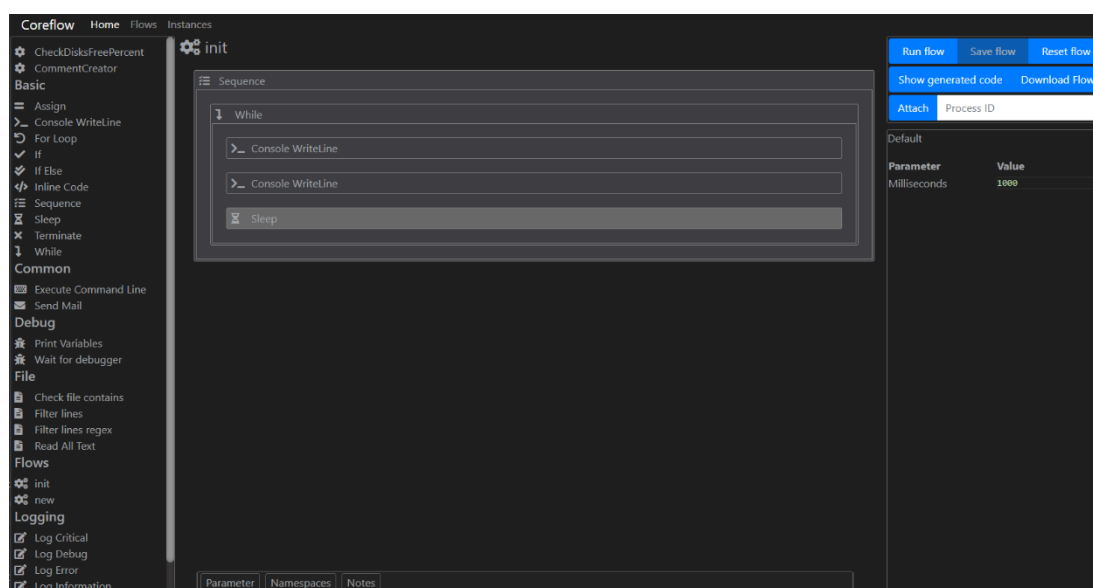 Coreflow Home Flows Instances
CheckDisksFreePercent
CommentCreator
Basic
Assign
Console WriteLine
For Loop
If
If Else
Inline Code
Sequence
Sleep
Terminate
While
Common
Execute Command Line
Send Mail
Debug
Print Variables
Wait for debugger
File
Check file contains
Filter lines
Filter lines regex
Read All Text
Flows
init
new
Logging
Log Critical
Log Debug
Log Error
Log Information
init
Sequence
While
Console WriteLine
Console WriteLine
Sleep
Parameter Namespaces Notes
Run flow Save flow Reset flow
Show generated code Download Flow
Attach Process ID
Default
Parameter Value
Milliseconds 1000